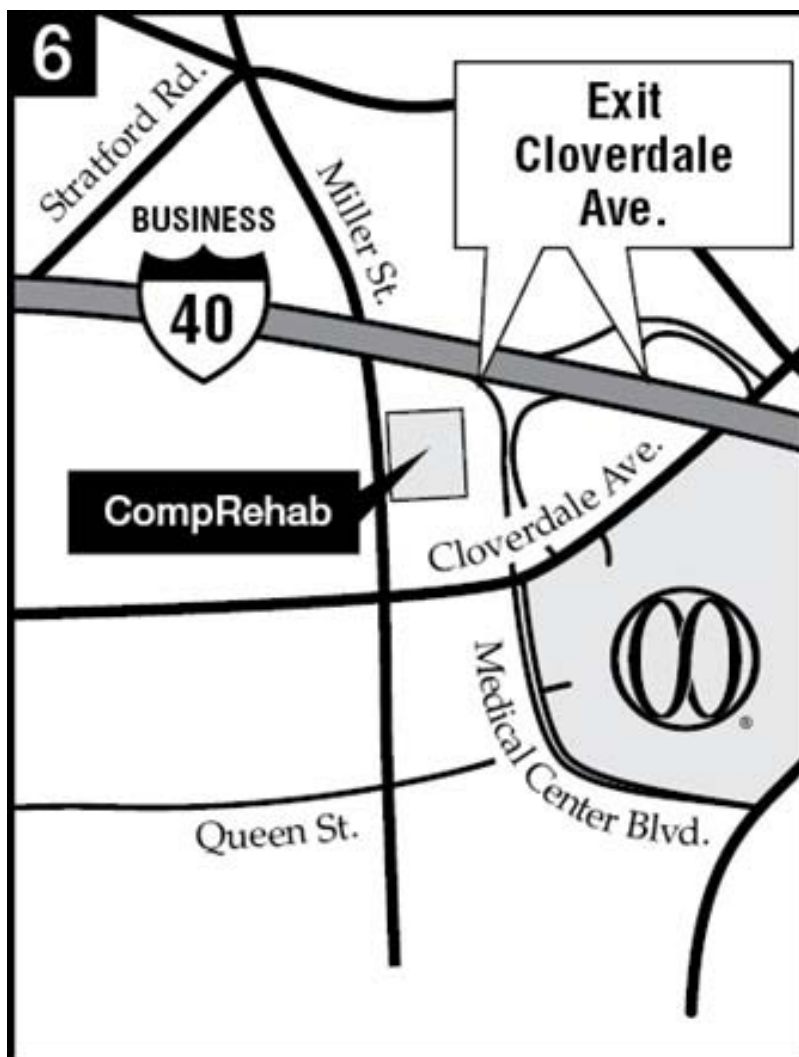 6
Stratford Rd.
Miller St.
Exit
Cloverdale
Ave.
BUSINESS
40
CompRehab
Cloverdale Ave.
Medical Center Blvd.
®
Queen St.